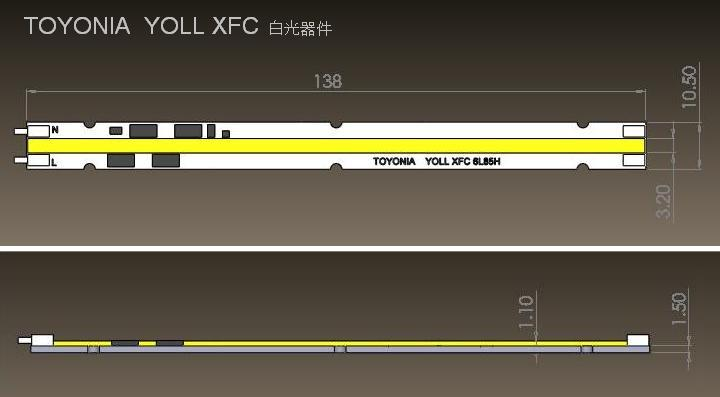 TOYONIA YOLL XFC 白光器件
138
10.50
N
L
TOYONIA YOLL XFC 6L85H
3.20
1.10
1.50